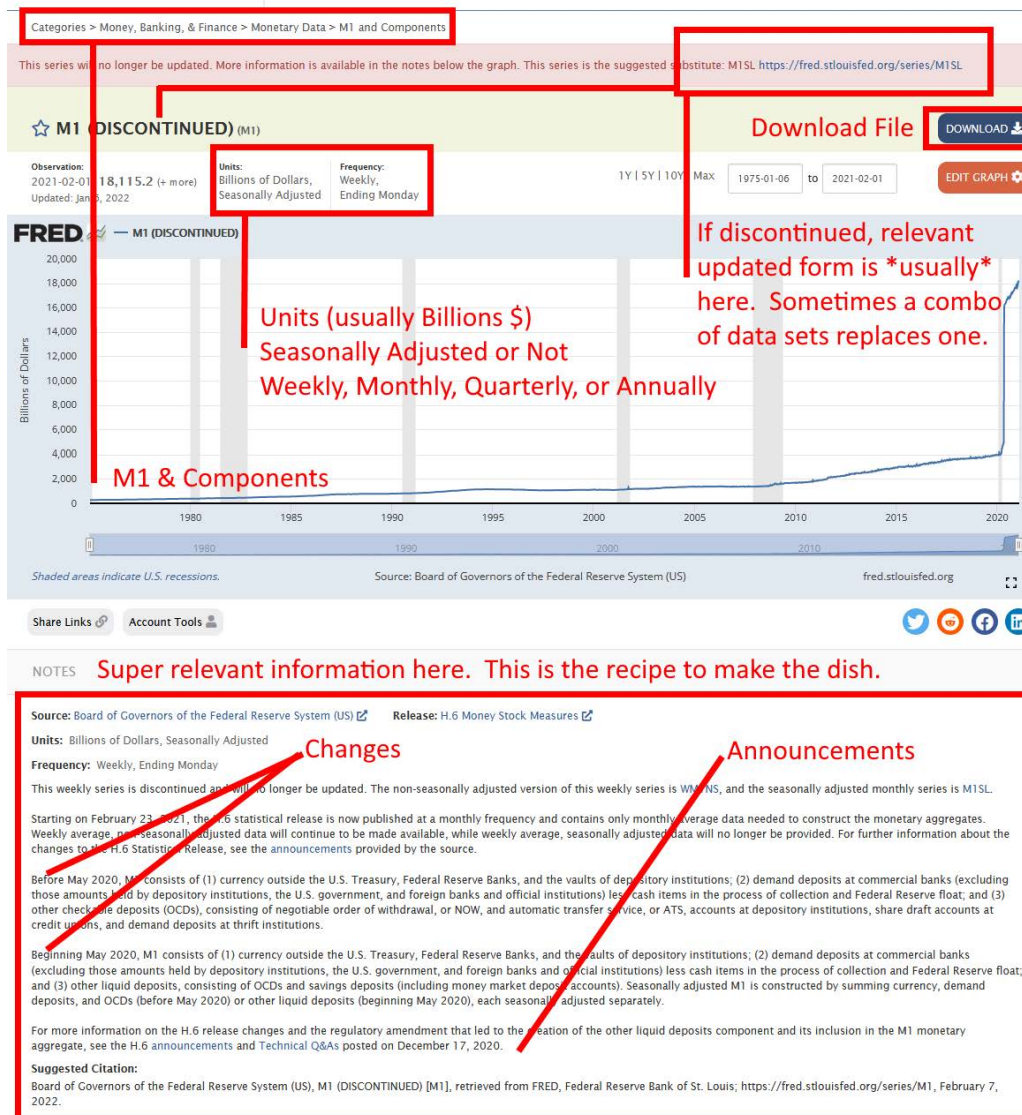 Categories > Money, Banking, & Finance > Monetary Data > M1 and Components
This series will no longer be updated. More information is available in the notes below the graph. This series is the suggested substitute: M1SL https://fred.stlouisfed.org/series/M1SL
M1 (DISCONTINUED) (M1)
Download File
DOWNLOAD
Observation:
2021-02-01: 18,115.2 (+ more)
Updated: Jan 6, 2022
Units:
Billions of Dollars,
Seasonally Adjusted
Frequency:
Weekly,
Ending Monday
1Y | 5Y | 10Y | Max
1975-01-06 to 2021-02-01
EDIT GRAPH
FRED
M1 (DISCONTINUED)
If discontinued, relevant
updated form is *usually*
here. Sometimes a combo
of data sets replaces one.
Units (usually Billions $)
Seasonally Adjusted or Not
Weekly, Monthly, Quarterly, or Annually
M1 & Components
Billions of Dollars
20,000
18,000
16,000
14,000
12,000
10,000
8,000
6,000
4,000
2,000
0
1980 1985 1990 1995 2000 2005 2010 2015 2020
1980 1990 2000 2010
Shaded areas indicate U.S. recessions.
Source: Board of Governors of the Federal Reserve System (US)
fred.stlouisfed.org
Share Links
Account Tools
in
NOTES
Super relevant information here. This is the recipe to make the dish.
Source: Board of Governors of the Federal Reserve System (US) Release: H.6 Money Stock Measures
Units: Billions of Dollars, Seasonally Adjusted
Changes
Announcements
Frequency: Weekly, Ending Monday
This weekly series is discontinued and will no longer be updated. The non-seasonally adjusted version of this weekly series is WM1NS, and the seasonally adjusted monthly series is M1SL.
Starting on February 23, 2021, the H.6 statistical release is now published at a monthly frequency and contains only monthly average data needed to construct the monetary aggregates.
Weekly average, non-seasonally adjusted data will continue to be made available, while weekly average, seasonally adjusted data will no longer be provided. For further information about the
changes to the H.6 Statistical Release, see the announcements provided by the source.
Before May 2020, M1 consists of (1) currency outside the U.S. Treasury, Federal Reserve Banks, and the vaults of depository institutions; (2) demand deposits at commercial banks (excluding
those amounts held by depository institutions, the U.S. government, and foreign banks and official institutions) less cash items in the process of collection and Federal Reserve float; and (3)
other checkable deposits (OCDs), consisting of negotiable order of withdrawal, or NOW, and automatic transfer service, or ATS, accounts at depository institutions, share draft accounts at
credit unions, and demand deposits at thrift institutions.
Beginning May 2020, M1 consists of (1) currency outside the U.S. Treasury, Federal Reserve Banks, and the vaults of depository institutions; (2) demand deposits at commercial banks
(excluding those amounts held by depository institutions, the U.S. government, and foreign banks and official institutions) less cash items in the process of collection and Federal Reserve float;
and (3) other liquid deposits, consisting of OCDs and savings deposits (including money market deposit accounts). Seasonally adjusted M1 is constructed by summing currency, demand
deposits, and OCDs (before May 2020) or other liquid deposits (beginning May 2020), each seasonally adjusted separately.
For more information on the H.6 release changes and the regulatory amendment that led to the creation of the other liquid deposits component and its inclusion in the M1 monetary
aggregate, see the H.6 announcements and Technical Q&As posted on December 17, 2020.
Suggested Citation:
Board of Governors of the Federal Reserve System (US), M1 (DISCONTINUED) [M1], retrieved from FRED, Federal Reserve Bank of St. Louis; https://fred.stlouisfed.org/series/M1, February 7,
2022.